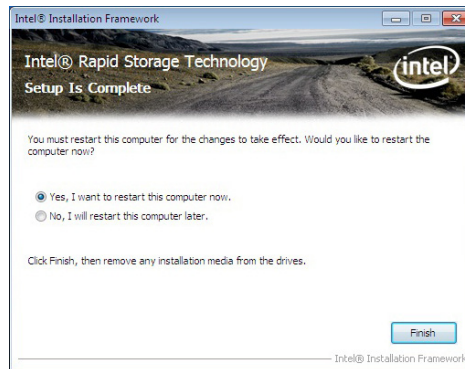 Intel® Installation Framework
Intel® Rapid Storage Technology
Setup Is Complete
intel
You must restart this computer for the changes to take effect. Would you like to restart the
computer now?
Yes, I want to restart this computer now.
No, I will restart this computer later.
Click Finish, then remove any installation media from the drives.
Finish
Intel® Installation Framework